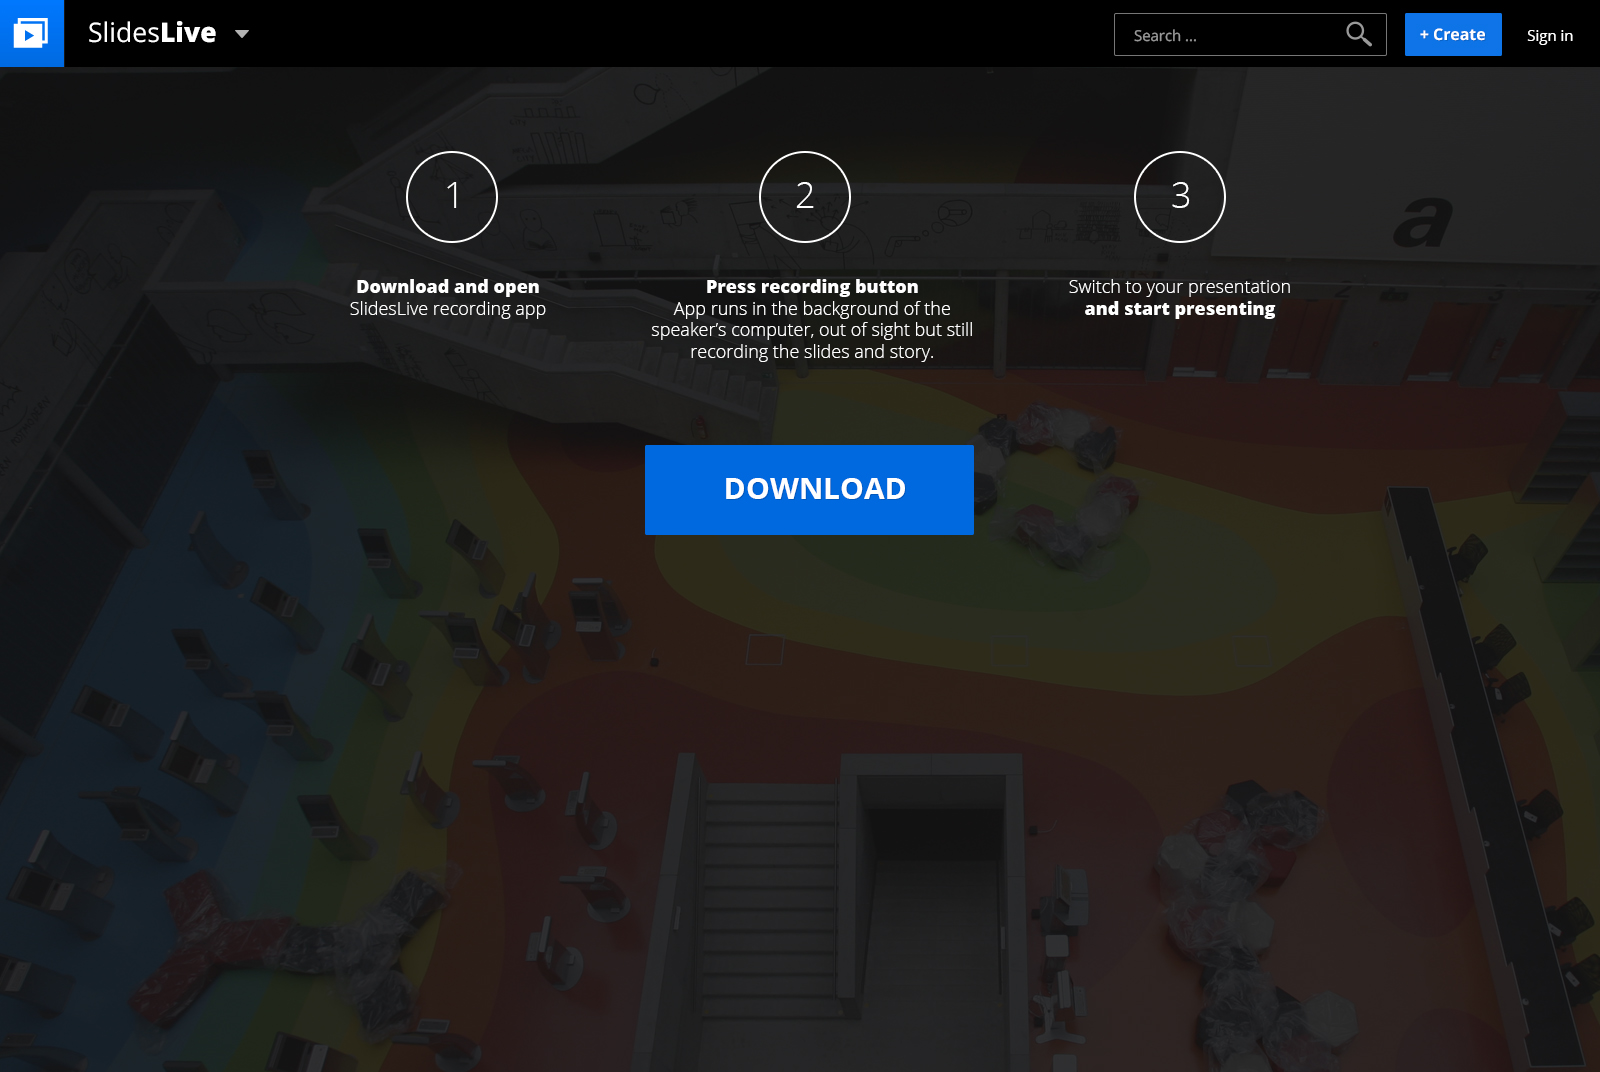 SlidesLive
Search ...
+ Create
Sign in
1
2
3
Download and open
SlidesLive recording app
Press recording button
App runs in the background of the
speaker’s computer, out of sight but still
recording the slides and story.
Switch to your presentation
and start presenting
a
DOWNLOAD